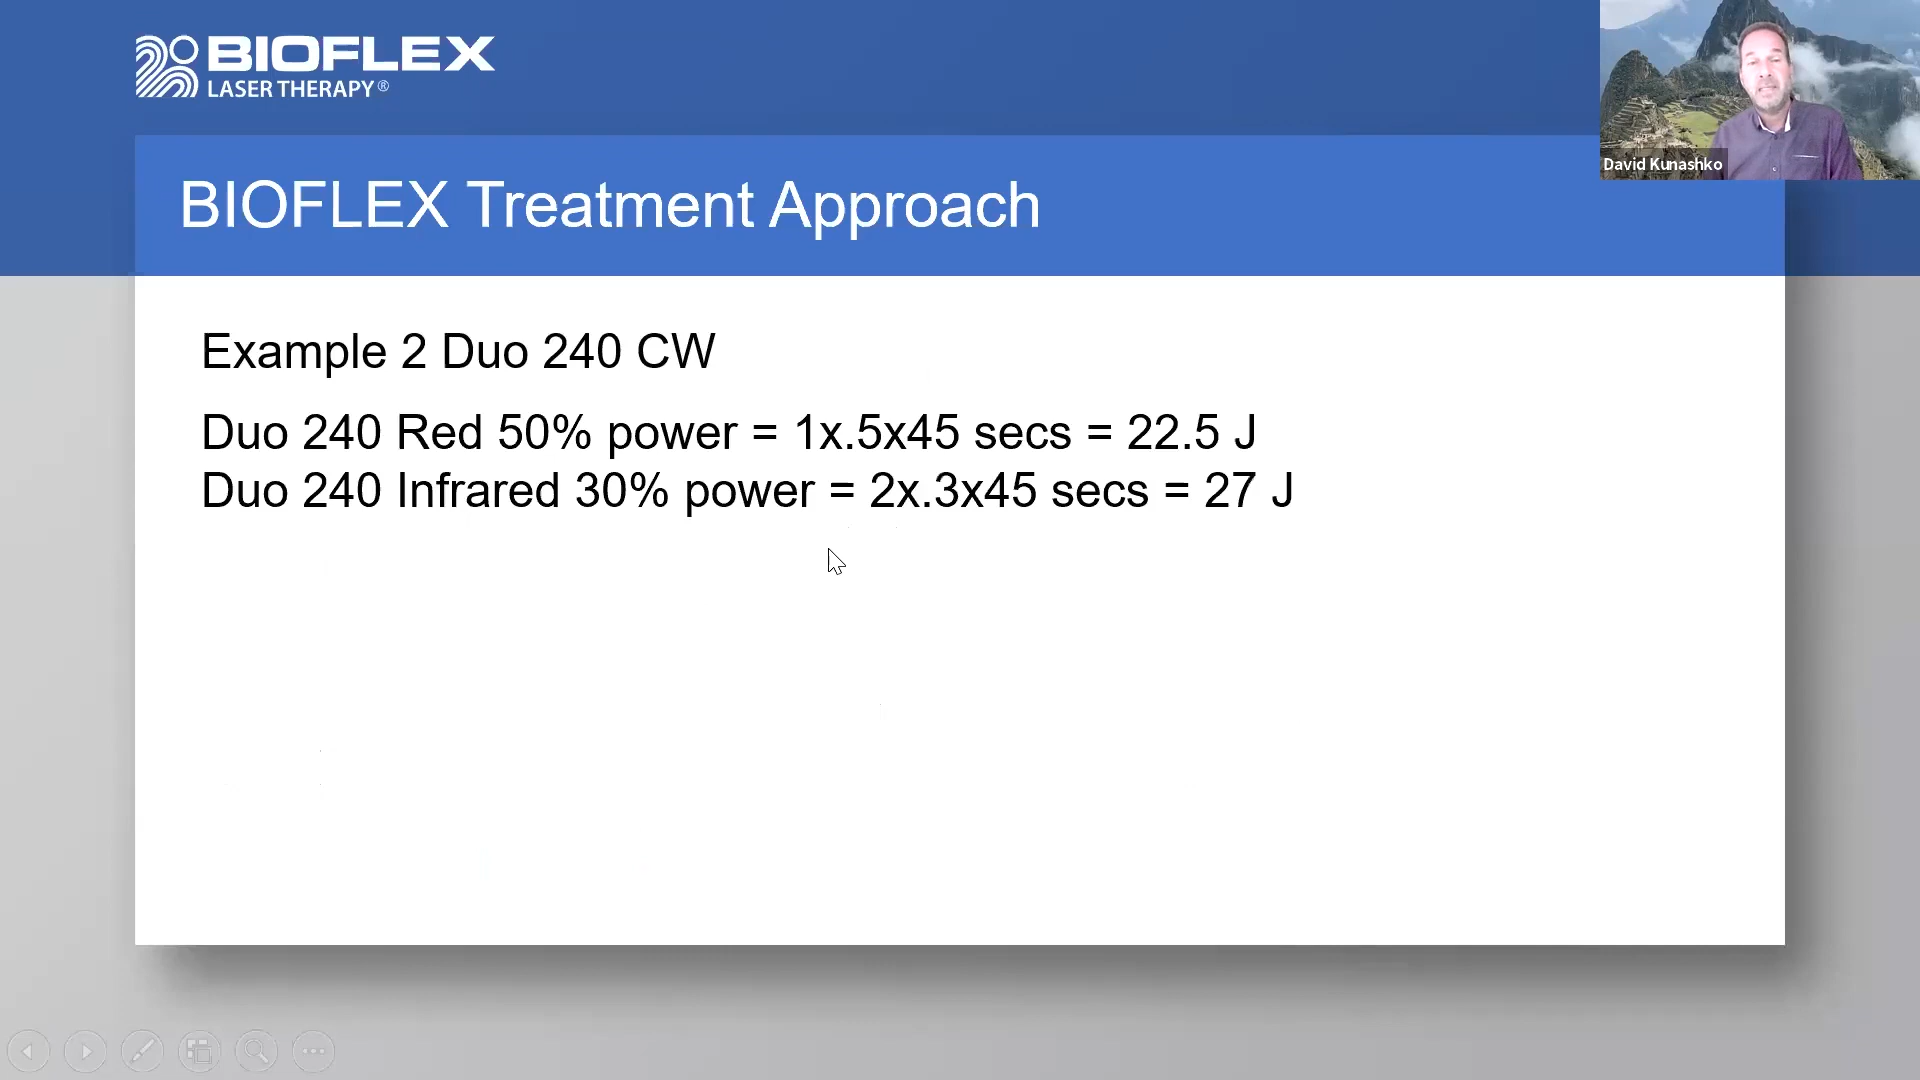 BIOFLEX
LASER THERAPY®
David Kunashko
BIOFLEX Treatment Approach
Example 2 Duo 240 CW
Duo 240 Red 50% power = 1x.5x45 secs = 22.5 J
Duo 240 Infrared 30% power = 2x.3x45 secs = 27 J